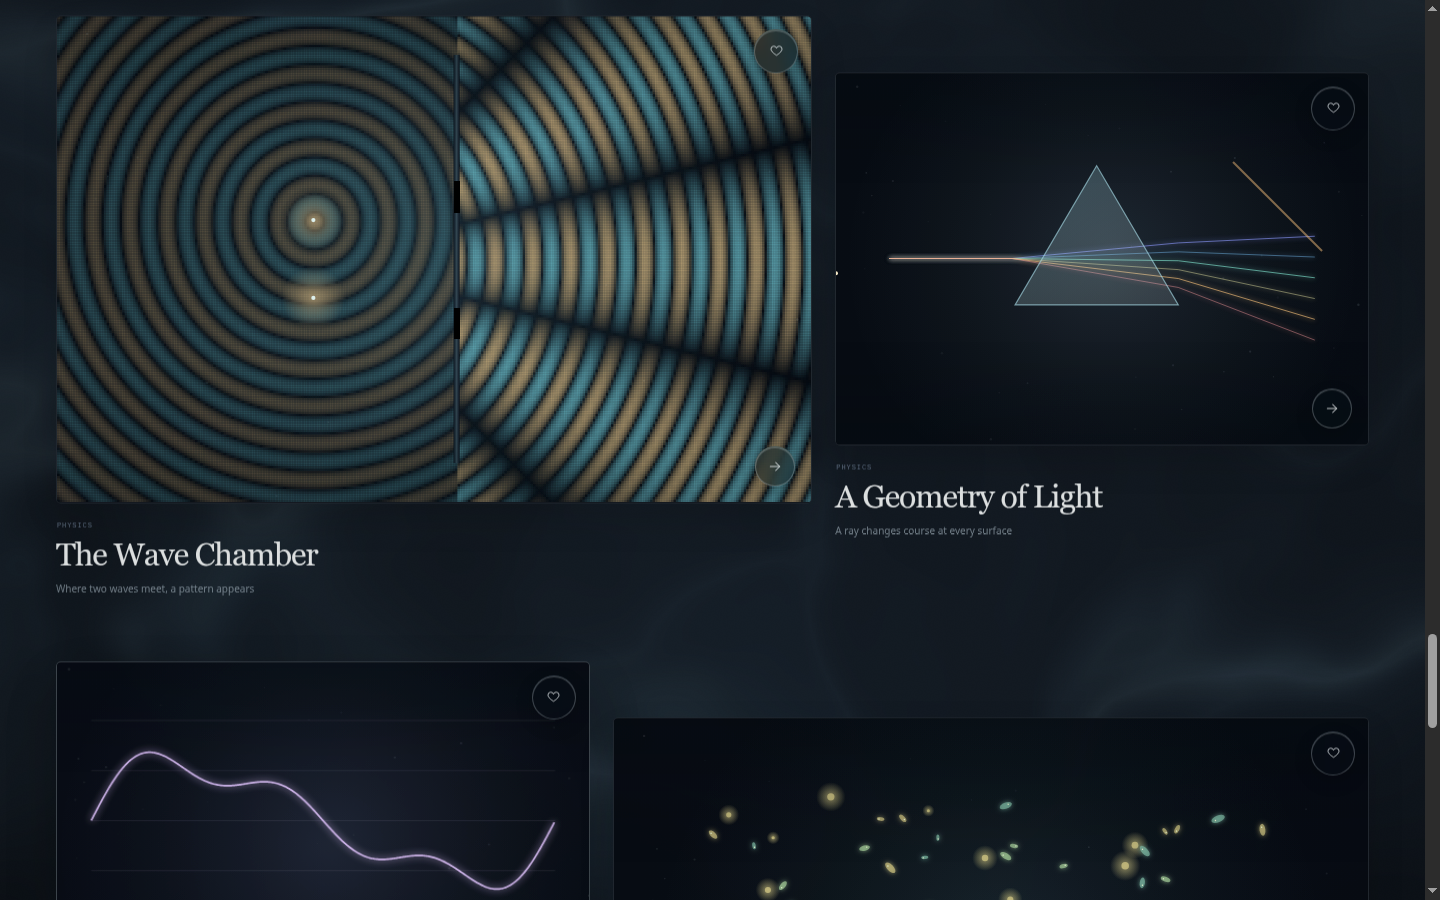 PHYSICS
The Wave Chamber
Where two waves meet, a pattern appears
PHYSICS
A Geometry of Light
A ray changes course at every surface